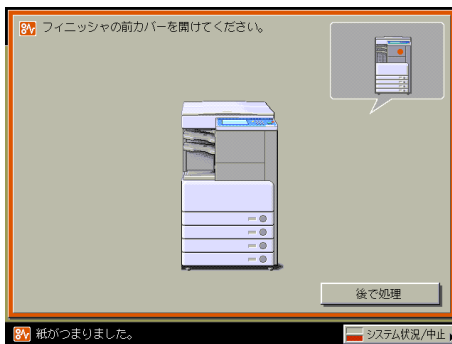 フィニッシャの前カバーを開けてください。
後で処理
紙がつまりました。
システム状況/中止